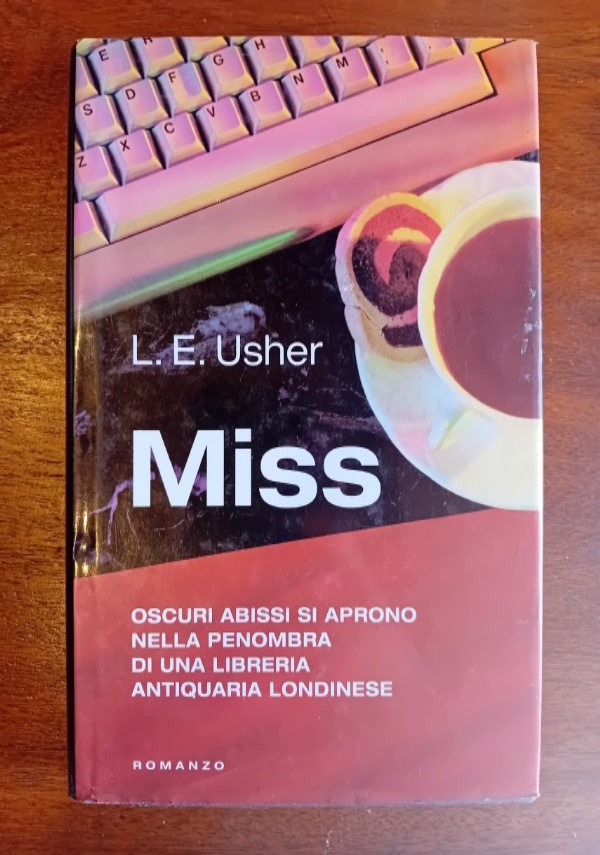 E R G H
S D F G H J K L
Z X C V B N M ;
L. E. Usher
Miss
OSCURI ABISSI SI APRONO
NELLA PENOMBRA
DI UNA LIBRERIA
ANTIQUARIA LONDINESE
ROMANZO